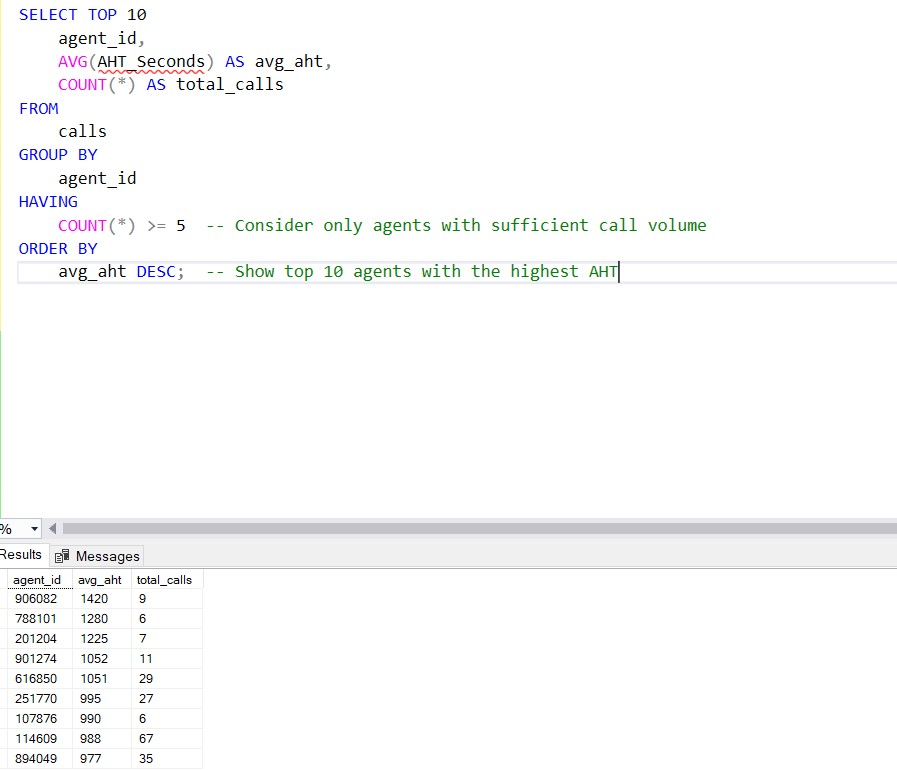 SELECT TOP 10
agent_id,
AVG(AHT_Seconds) AS avg_aht,
COUNT(*) AS total_calls
FROM
calls
GROUP BY
agent_id
HAVING
COUNT(*) >= 5  -- Consider only agents with sufficient call volume
ORDER BY
avg_aht DESC;  -- Show top 10 agents with the highest AHT
%
Results Messages
agent_id avg_aht total_calls
906082 1420 9
788101 1280 6
201204 1225 7
901274 1052 11
616850 1051 29
251770 995 27
107876 990 6
114609 988 67
894049 977 35